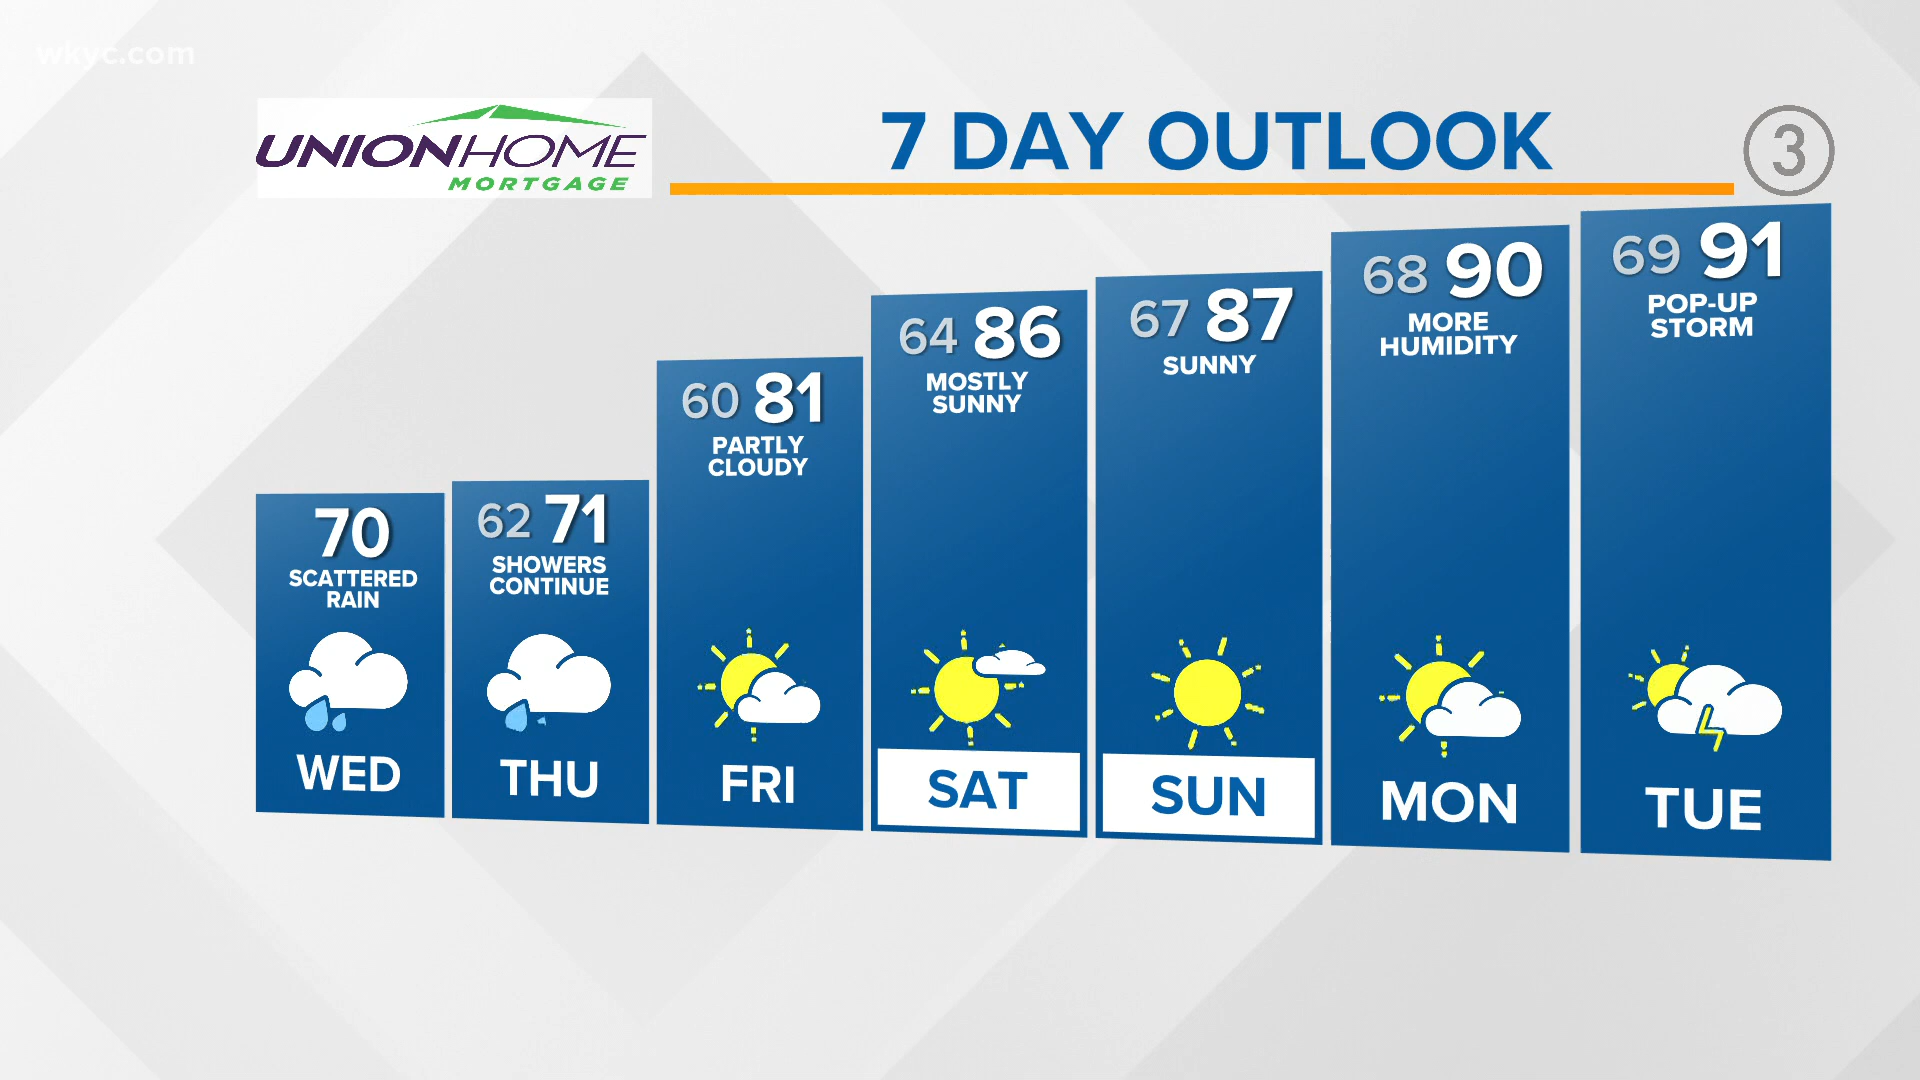 wkyc.com
UNIONHOME
MORTGAGE
7 DAY OUTLOOK
3
70
SCATTERED
RAIN
WED
62 71
SHOWERS
CONTINUE
THU
60 81
PARTLY
CLOUDY
FRI
64 86
MOSTLY
SUNNY
SAT
67 87
SUNNY
SUN
68 90
MORE
HUMIDITY
MON
69 91
POP-UP
STORM
TUE